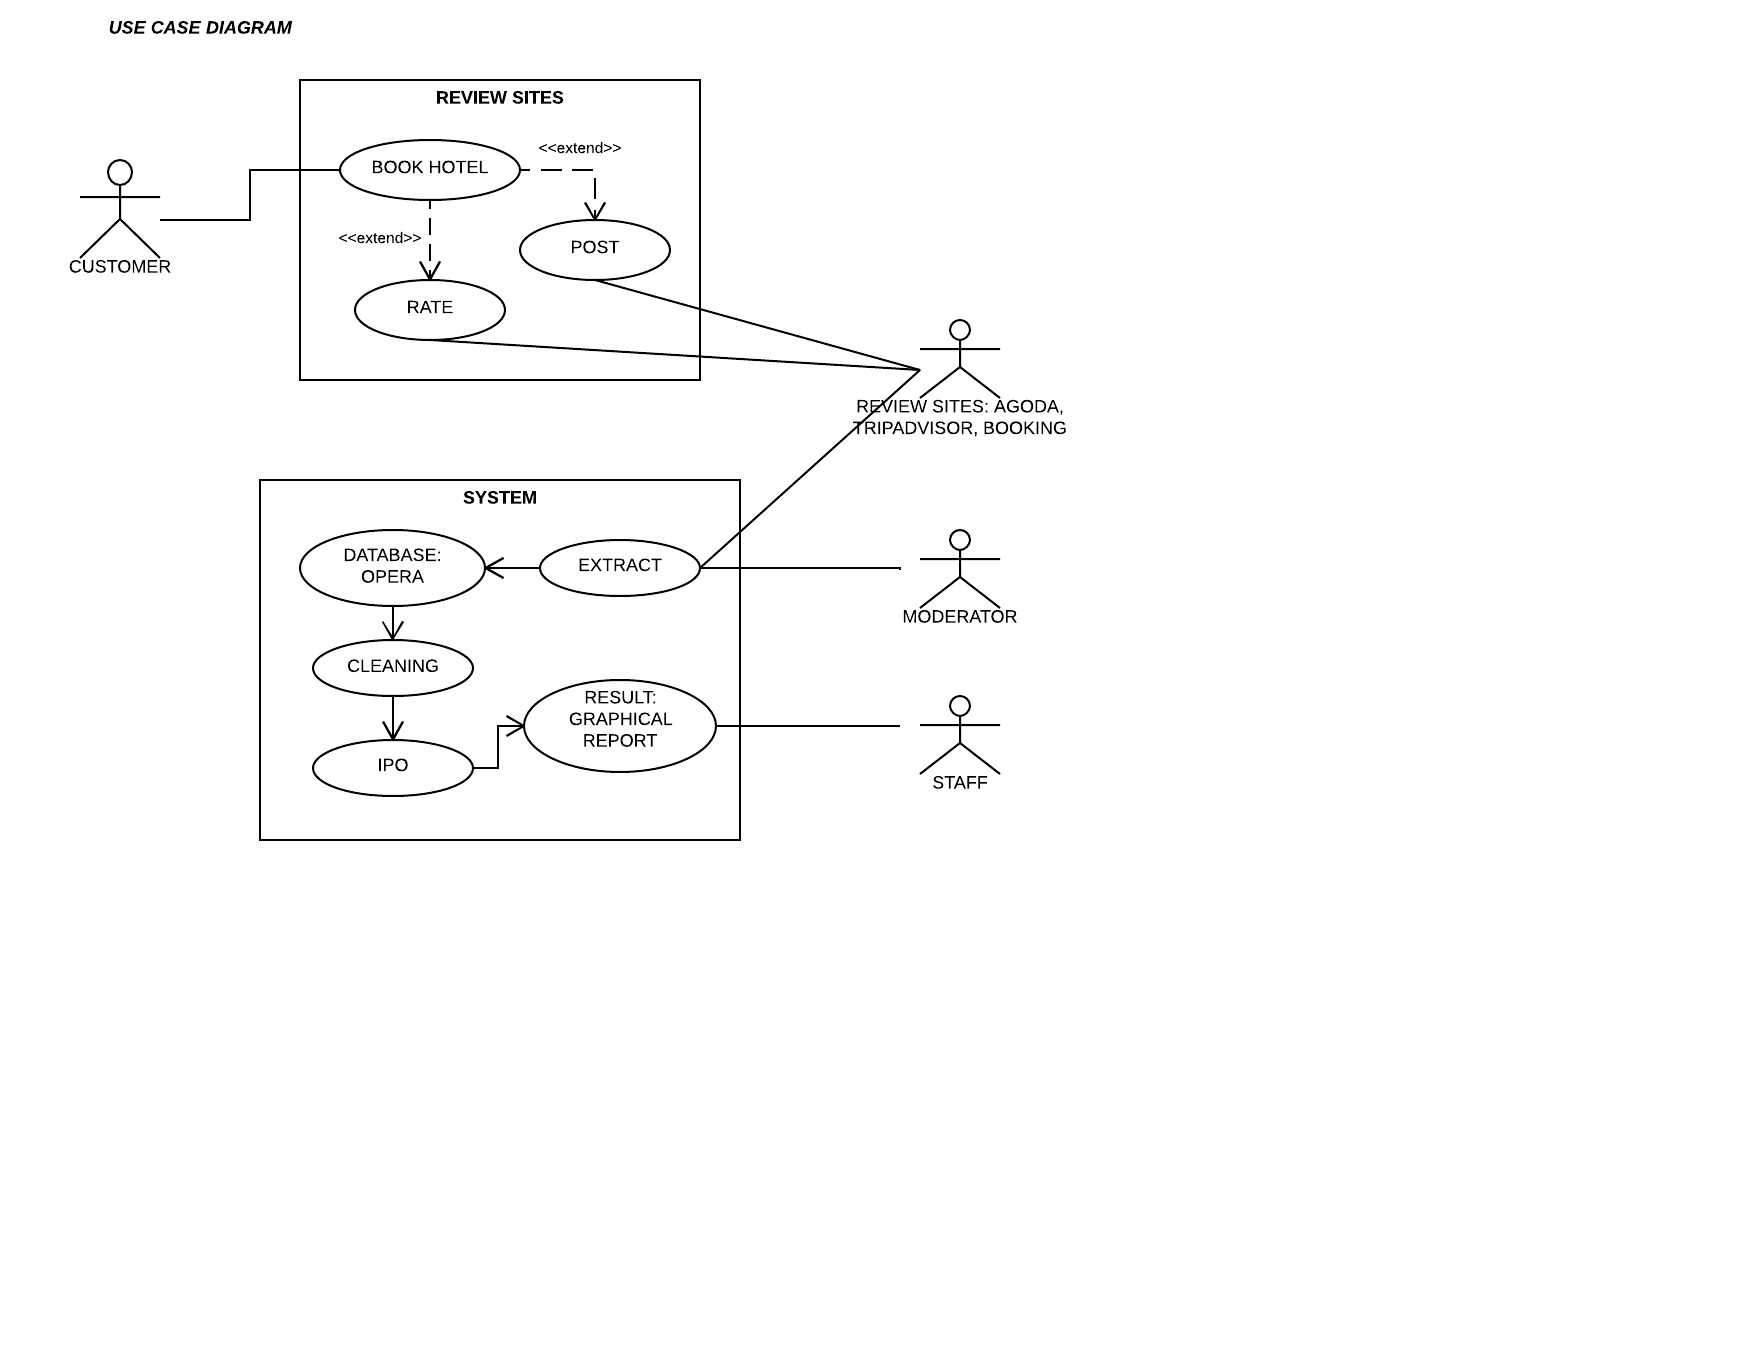 USE CASE DIAGRAM
REVIEW SITES
BOOK HOTEL
<<extend>>
<<extend>>
POST
RATE
CUSTOMER
REVIEW SITES: AGODA,
TRIPADVISOR, BOOKING
SYSTEM
DATABASE:
OPERA
EXTRACT
MODERATOR
CLEANING
RESULT:
GRAPHICAL
REPORT
IPO
STAFF